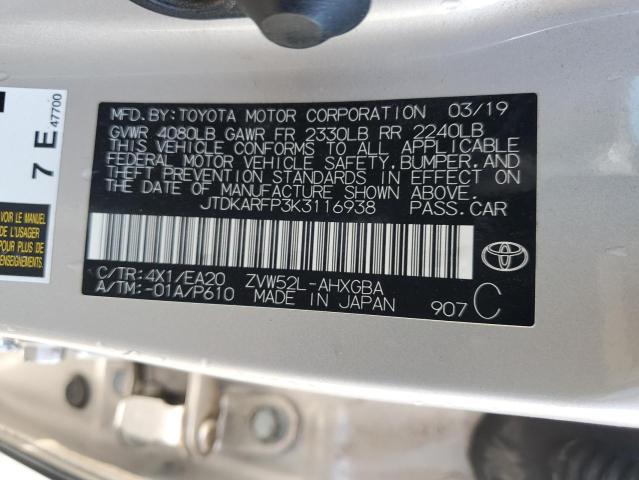 MFD.BY:TOYOTA MOTOR CORPORATION 03/19
GVWR 4080LB GAWR FR 2330LB RR 2240LB
THIS VEHICLE CONFORMS TO ALL APPLICABLE
FEDERAL MOTOR VEHICLE SAFETY, BUMPER, AND
THEFT PREVENTION STANDARDS IN EFFECT ON
THE DATE OF MANUFACTURE SHOWN ABOVE.
JTDKARFP3K3116938 PASS.CAR
C/TR:4X1/EA20 ZVW52L-AHXGBA
A/TM:-01A/P610 MADE IN JAPAN 907 C
7 E 47700
VOIR LE
DE L'USAGER
POUR PLUS
D'INFORMATIONS